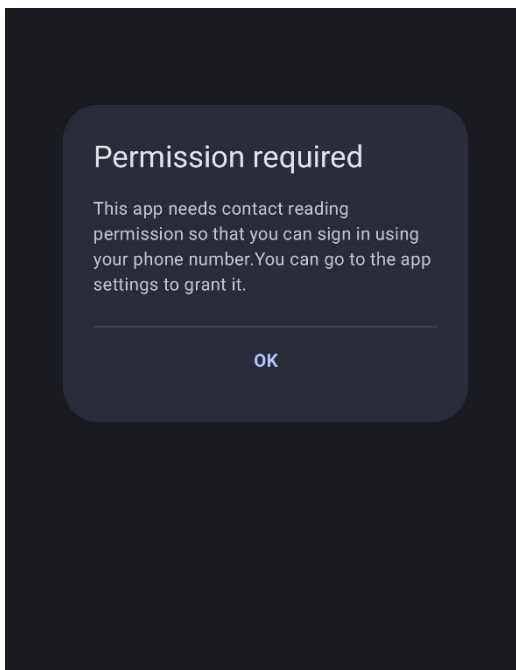 Permission required
This app needs contact reading
permission so that you can sign in using
your phone number.You can go to the app
settings to grant it.
OK